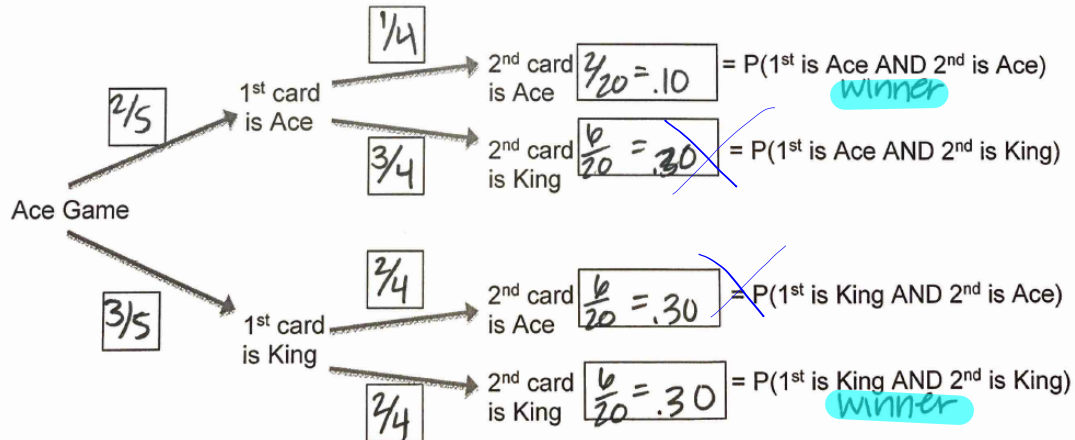 1/4
2nd card is Ace 2/20 = .10 = P(1st is Ace AND 2nd is Ace)
winner
2/5
1st card is Ace
3/4
2nd card is King 6/20 = .30 = P(1st is Ace AND 2nd is King)
Ace Game
2/4
2nd card is Ace 6/20 = .30 = P(1st is King AND 2nd is Ace)
3/5
1st card is King
2/4
2nd card is King 6/20 = .30 = P(1st is King AND 2nd is King)
winner